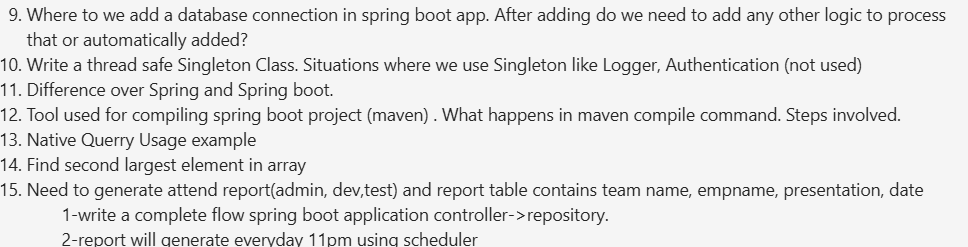 9. Where to we add a database connection in spring boot app. After adding do we need to add any other logic to process
that or automatically added?
10. Write a thread safe Singleton Class. Situations where we use Singleton like Logger, Authentication (not used)
11. Difference over Spring and Spring boot.
12. Tool used for compiling spring boot project (maven) . What happens in maven compile command. Steps involved.
13. Native Querry Usage example
14. Find second largest element in array
15. Need to generate attend report(admin, dev,test) and report table contains team name, empname, presentation, date
1-write a complete flow spring boot application controller->repository.
2-report will generate everyday 11pm using scheduler